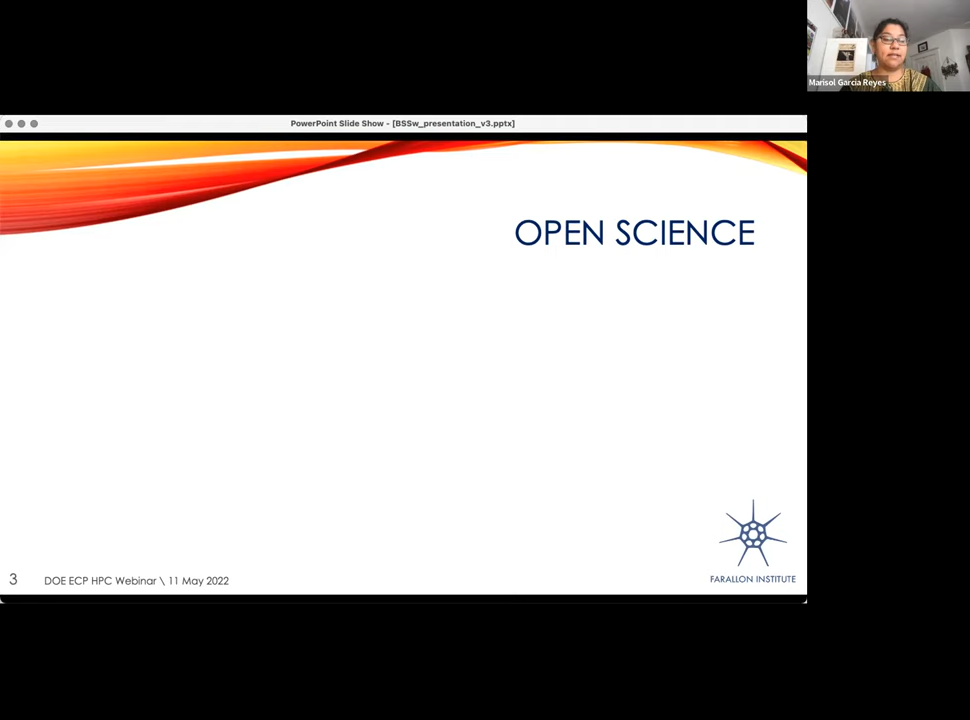 Marisol Garcia Reyes
PowerPoint Slide Show - [BSSw_presentation_v3.pptx]
OPEN SCIENCE
FARALLON INSTITUTE
3 DOE ECP HPC Webinar \ 11 May 2022